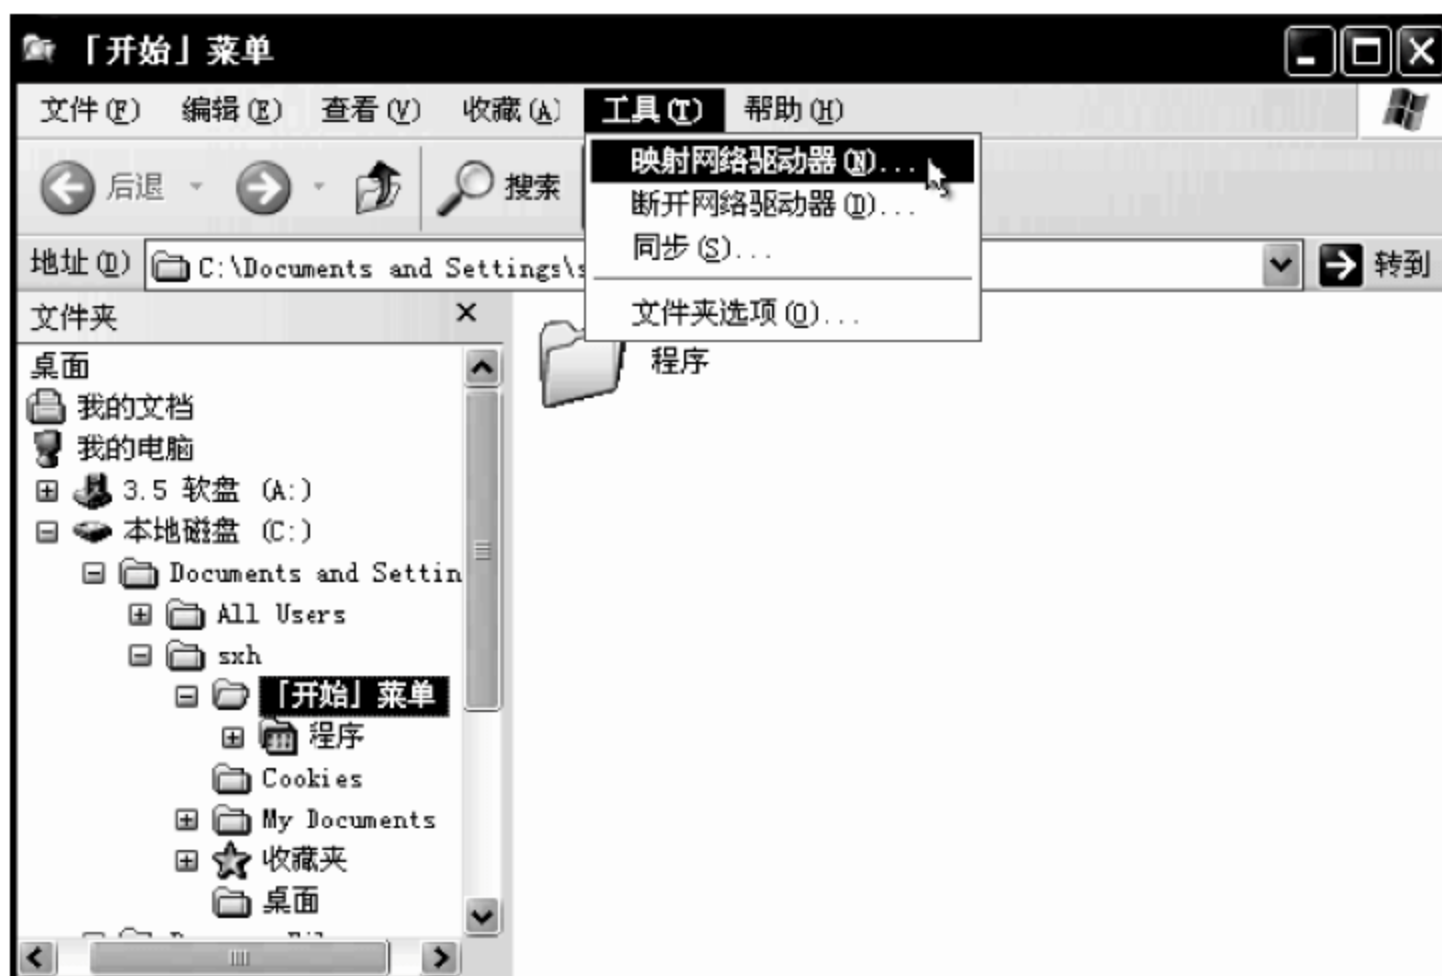 「开始」菜单
文件(F) 编辑(E) 查看(V) 收藏(A) 工具(T) 帮助(H)
映射网络驱动器(N)...
后退 搜索
断开网络驱动器(D)...
同步(S)...
地址(D) C:\Documents and Settings\s 转到
文件夹选项(O)...
文件夹
程序
桌面
我的文档
我的电脑
3.5 软盘 (A:)
本地磁盘 (C:)
Documents and Settin
All Users
sxh
「开始」菜单
程序
Cookies
My Documents
收藏夹
桌面